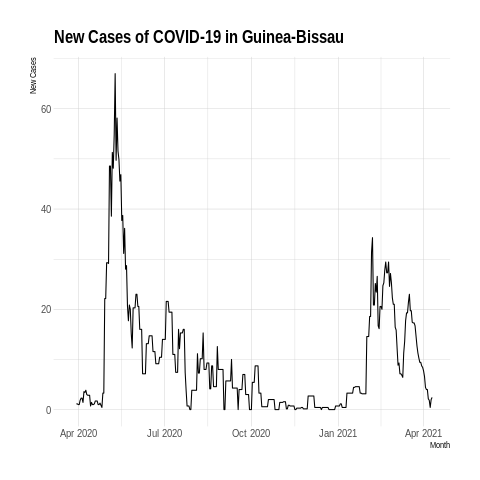 New Cases of COVID-19 in Guinea-Bissau
New Cases
60
40
20
0
Apr 2020 Jul 2020 Oct 2020 Jan 2021 Apr 2021
Month